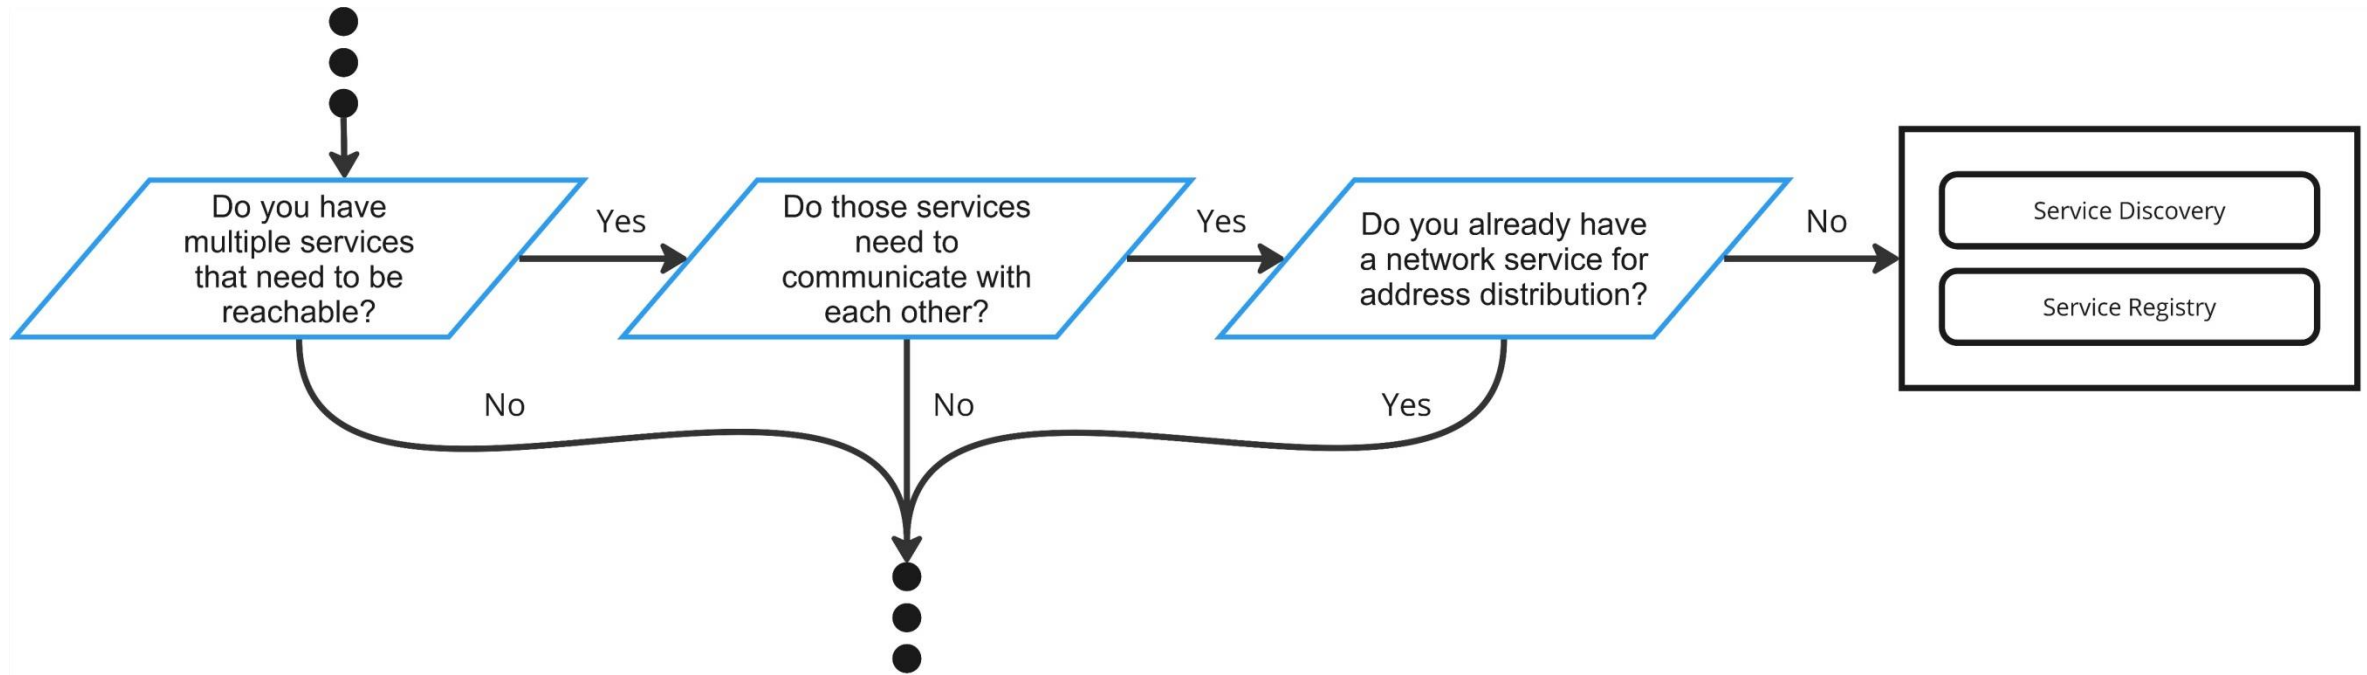 Do you have
multiple services
that need to be
reachable?
Yes
Do those services
need to
communicate with
each other?
Yes
Do you already have
a network service for
address distribution?
No
Service Discovery
Service Registry
No
No
Yes